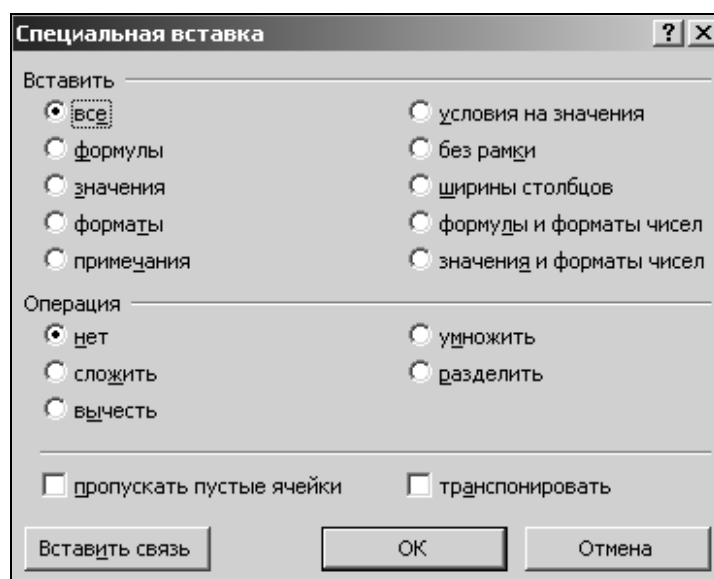 Специальная вставка
Вставить
все
условия на значения
формулы
без рамки
значения
ширины столбцов
форматы
формулы и форматы чисел
примечания
значения и форматы чисел
Операция
нет
умножить
сложить
разделить
вычесть
пропускать пустые ячейки
транспонировать
Вставить связь
ОК
Отмена